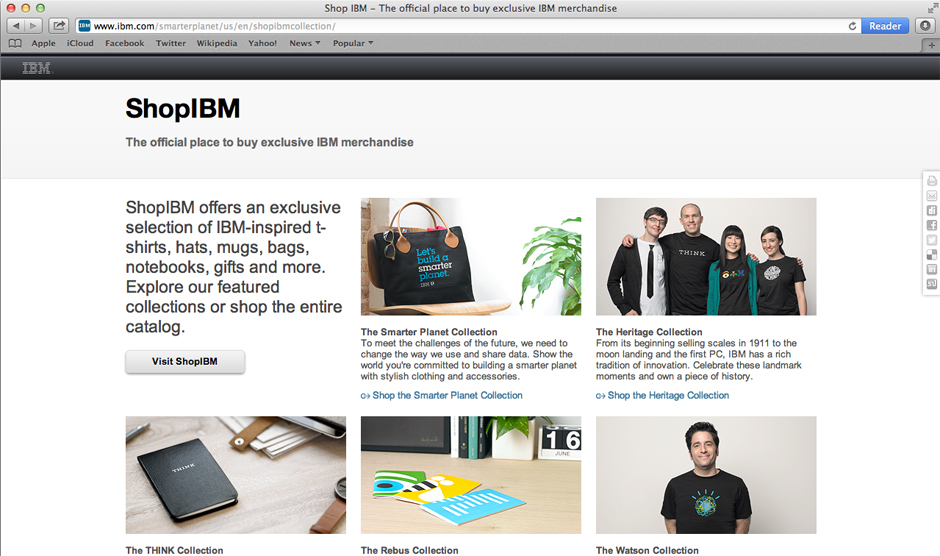 Shop IBM – The official place to buy exclusive IBM merchandise
IBM www.ibm.com/smarterplanet/us/en/shopibmcollection/
Reader
Apple iCloud Facebook Twitter Wikipedia Yahoo! News Popular
IBM
ShopIBM
The official place to buy exclusive IBM merchandise
ShopIBM offers an exclusive
selection of IBM-inspired t-
shirts, hats, mugs, bags,
notebooks, gifts and more.
Explore our featured
collections or shop the entire
catalog.
Visit ShopIBM
Let's
build a
smarter
planet.
IBM
The Smarter Planet Collection
To meet the challenges of the future, we need to
change the way we use and share data. Show the
world you're committed to building a smarter planet
with stylish clothing and accessories.
Shop the Smarter Planet Collection
THINK
The Heritage Collection
From its beginning selling scales in 1911 to the
moon landing and the first PC, IBM has a rich
tradition of innovation. Celebrate these landmark
moments and own a piece of history.
Shop the Heritage Collection
THINK
The THINK Collection
16
JUNE
The Rebus Collection
The Watson Collection